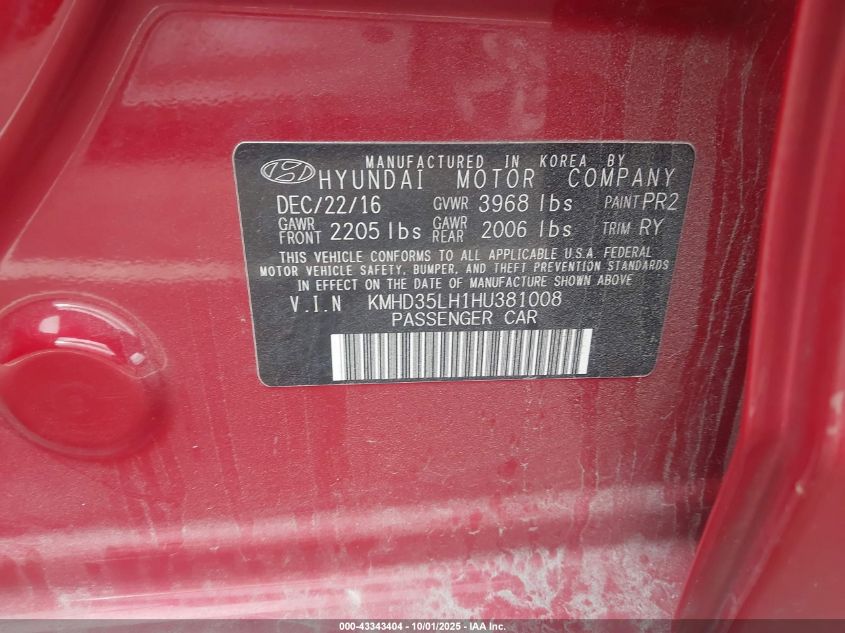 MANUFACTURED IN KOREA BY
HYUNDAI MOTOR COMPANY
DEC/22/16 GVWR 3968 lbs PAINT PR2
GAWR FRONT 2205 lbs GAWR REAR 2006 lbs TRIM RY
THIS VEHICLE CONFORMS TO ALL APPLICABLE U.S.A. FEDERAL
MOTOR VEHICLE SAFETY, BUMPER, AND THEFT PREVENTION STANDARDS
IN EFFECT ON THE DATE OF MANUFACTURE SHOWN ABOVE
V.I.N KMHD35LH1HU381008
PASSENGER CAR
000-43343404 - 10/01/2025 - IAA Inc.